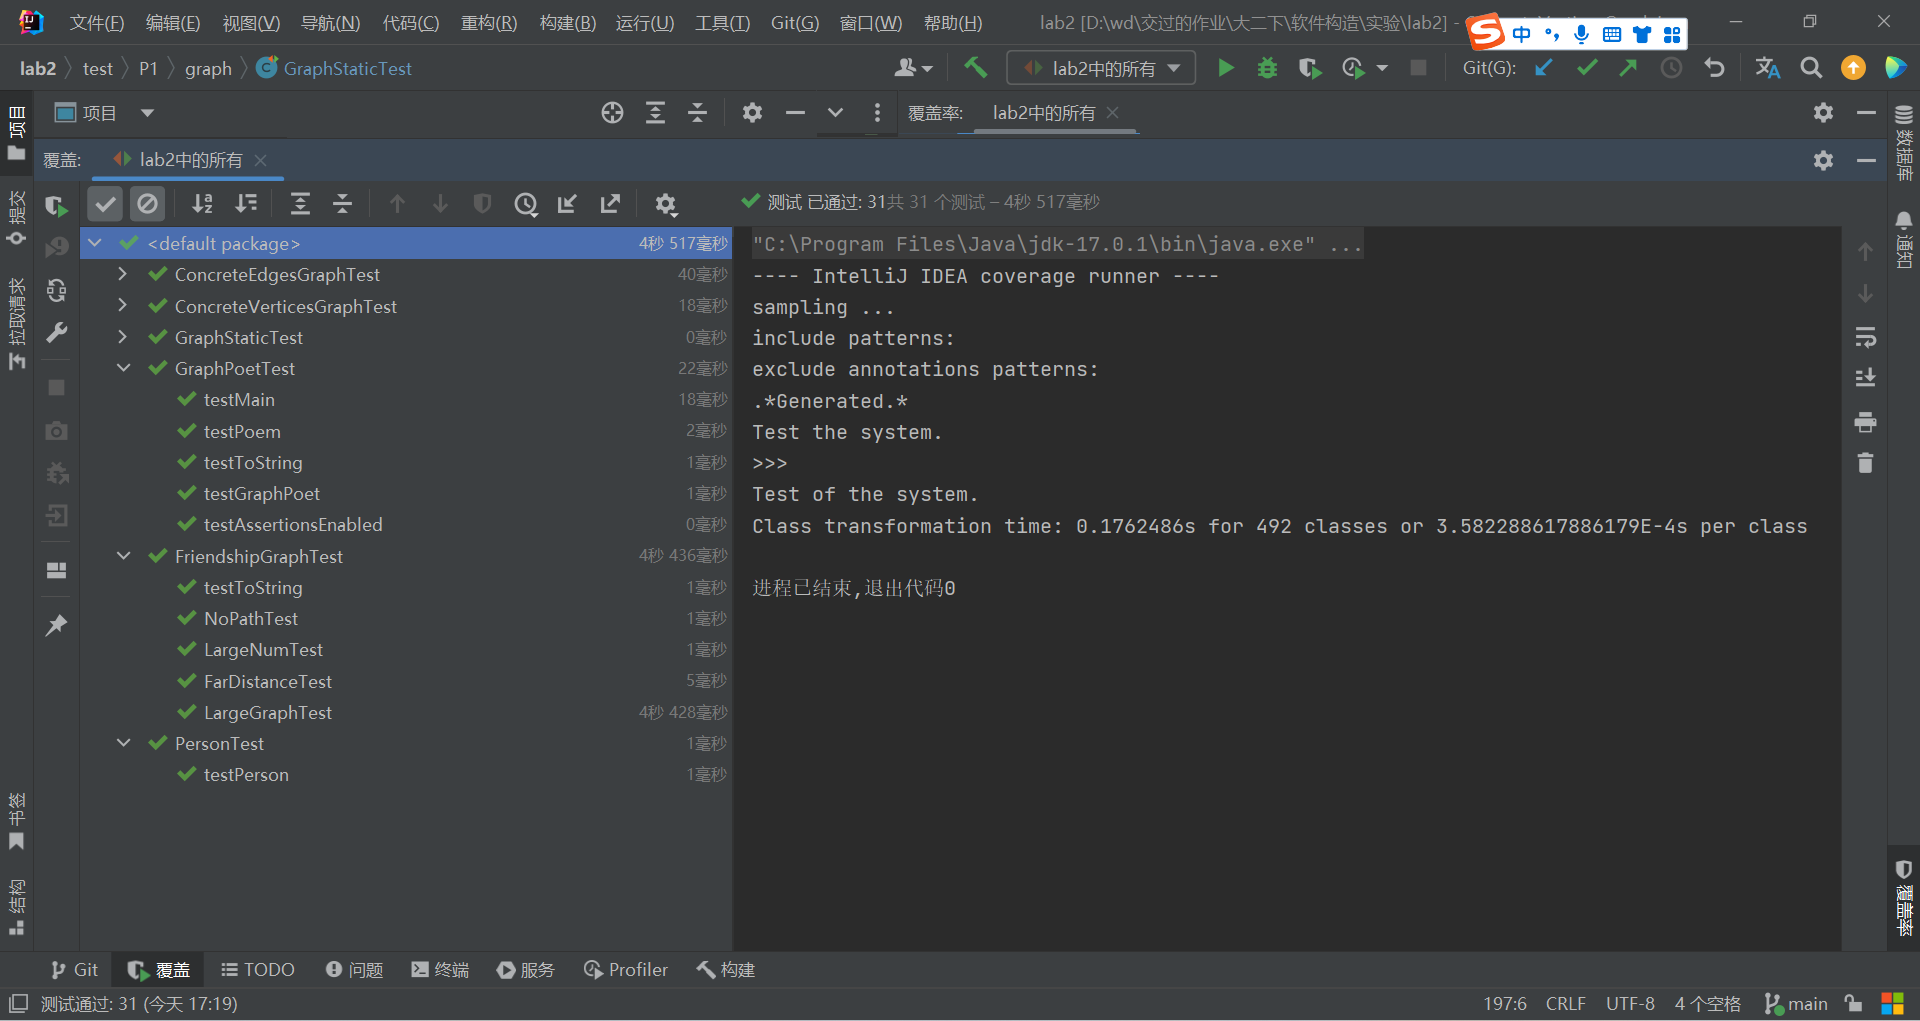 文件(F) 编辑(E) 视图(V) 导航(N) 代码(C) 重构(R) 构建(B) 运行(U) 工具(T) Git(G) 窗口(W) 帮助(H) lab2 [D:\wd\交过的作业\大二下\软件构造\实验\lab2] -
中
lab2 test P1 graph GraphStaticTest lab2中的所有 Git(G):
项目 覆盖率: lab2中的所有
覆盖: lab2中的所有
测试 已通过: 31共 31 个测试 – 4秒 517毫秒
<default package> 4秒 517毫秒
ConcreteEdgesGraphTest 40毫秒
ConcreteVerticesGraphTest 18毫秒
GraphStaticTest 0毫秒
GraphPoetTest 22毫秒
testMain 18毫秒
testPoem 2毫秒
testToString 1毫秒
testGraphPoet 1毫秒
testAssertionsEnabled 0毫秒
FriendshipGraphTest 4秒 436毫秒
testToString 1毫秒
NoPathTest 1毫秒
LargeNumTest 1毫秒
FarDistanceTest 5毫秒
LargeGraphTest 4秒 428毫秒
PersonTest 1毫秒
testPerson 1毫秒
"C:\Program Files\Java\jdk-17.0.1\bin\java.exe" ...
---- IntelliJ IDEA coverage runner ----
sampling ...
include patterns:
exclude annotations patterns:
.*Generated.*
Test the system.
>>>
Test of the system.
Class transformation time: 0.1762486s for 492 classes or 3.582288617886179E-4s per class
进程已结束,退出代码0
项目
提交
拉取请求
书签
结构
数据库
通知
覆盖率
Git 覆盖 TODO 问题 终端 服务 Profiler 构建
测试通过: 31 (今天 17:19) 197:6 CRLF UTF-8 4 个空格 main